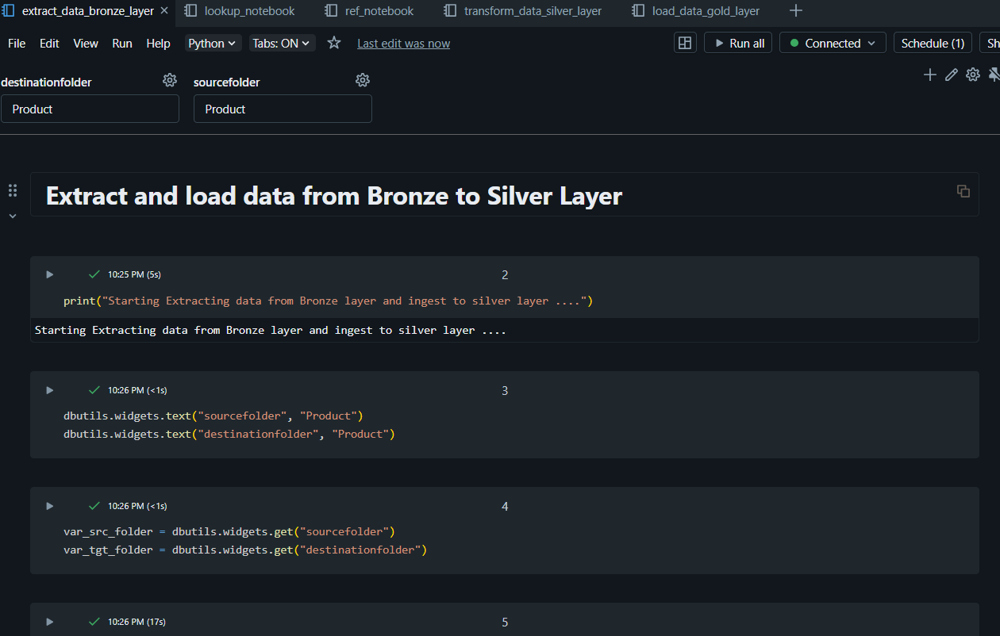 extract_data_bronze_layer lookup_notebook ref_notebook transform_data_silver_layer load_data_gold_layer
File Edit View Run Help Python Tabs: ON Last edit was now Run all Connected Schedule (1) Sh
destinationfolder sourcefolder
Product Product
Extract and load data from Bronze to Silver Layer
10:25 PM (5s) 2
print("Starting Extracting data from Bronze layer and ingest to silver layer ....")
Starting Extracting data from Bronze layer and ingest to silver layer ....
10:26 PM (<1s) 3
dbutils.widgets.text("sourcefolder", "Product")
dbutils.widgets.text("destinationfolder", "Product")
10:26 PM (<1s) 4
var_src_folder = dbutils.widgets.get("sourcefolder")
var_tgt_folder = dbutils.widgets.get("destinationfolder")
10:26 PM (17s) 5